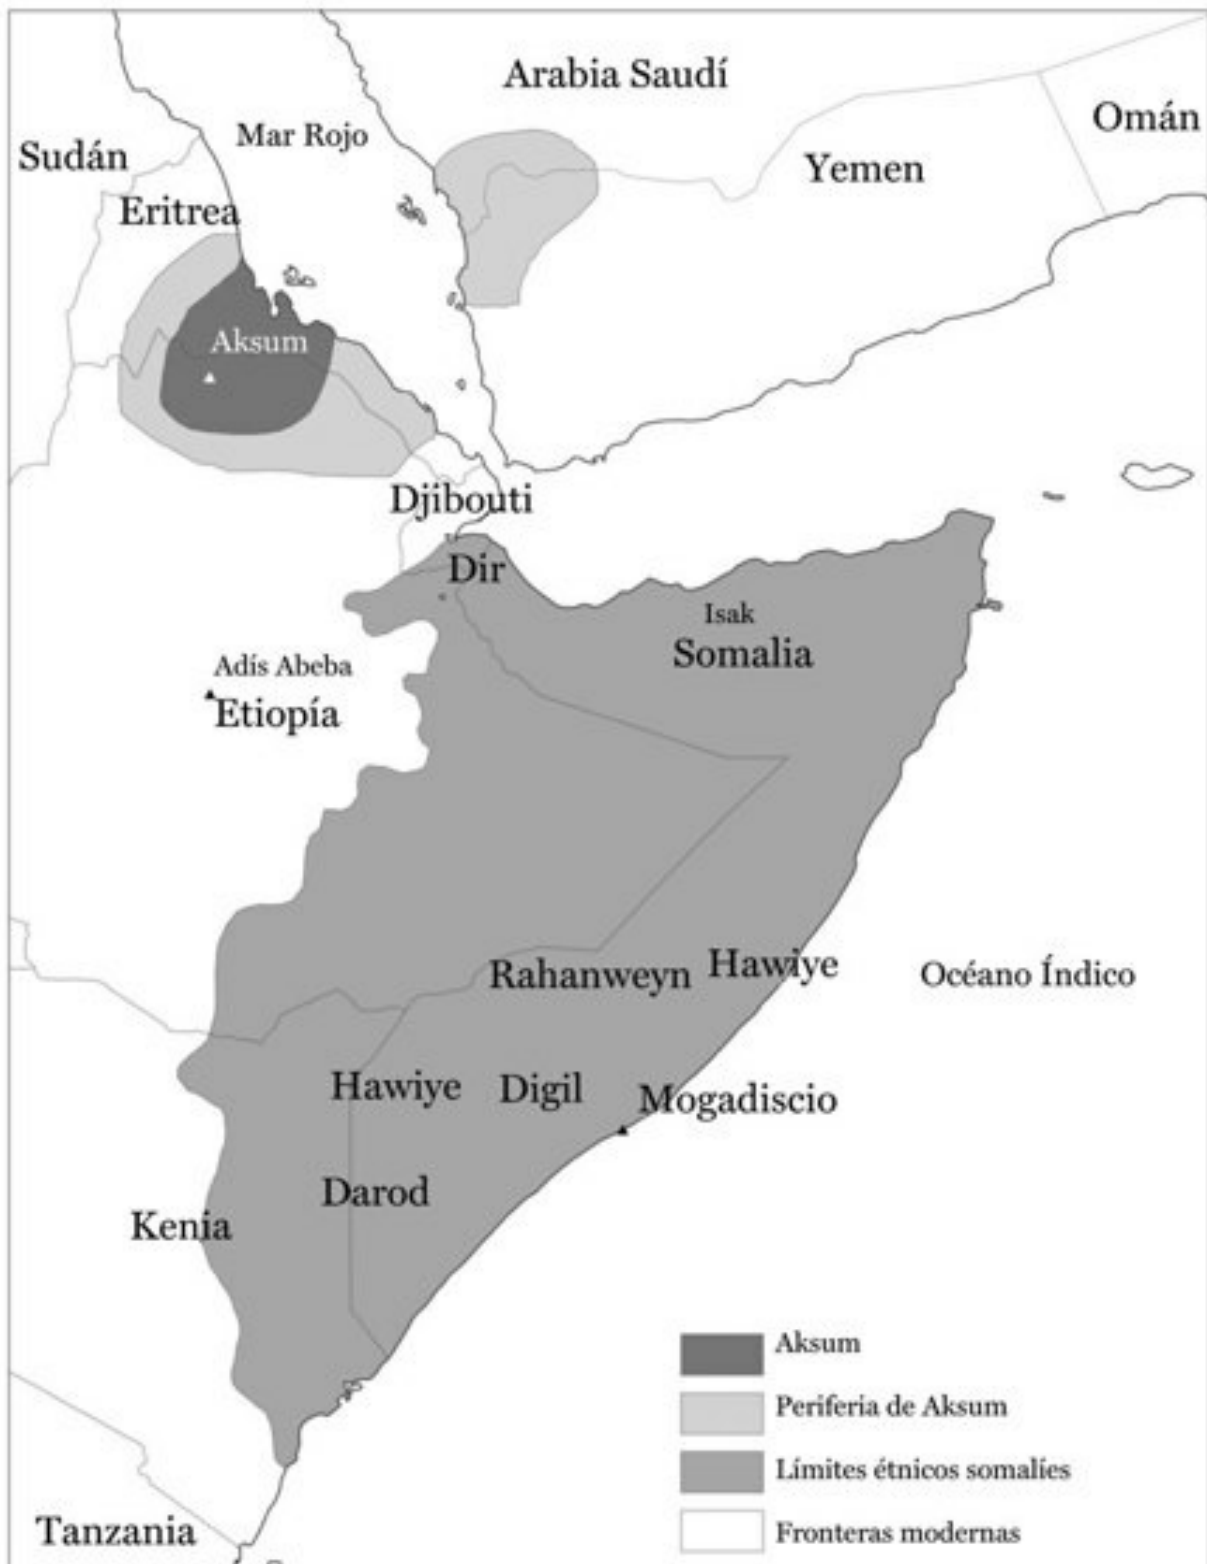 Arabia Saudí
Omán
Mar Rojo
Sudán
Yemen
Eritrea
Aksum
Djibouti
Dir
Isak
Somalia
Adís Abeba
Etiopía
Rahanweyn
Hawiye
Océano Índico
Hawiye
Digil
Mogadiscio
Darod
Kenia
Aksum
Periferia de Aksum
Límites étnicos somalíes
Fronteras modernas
Tanzania